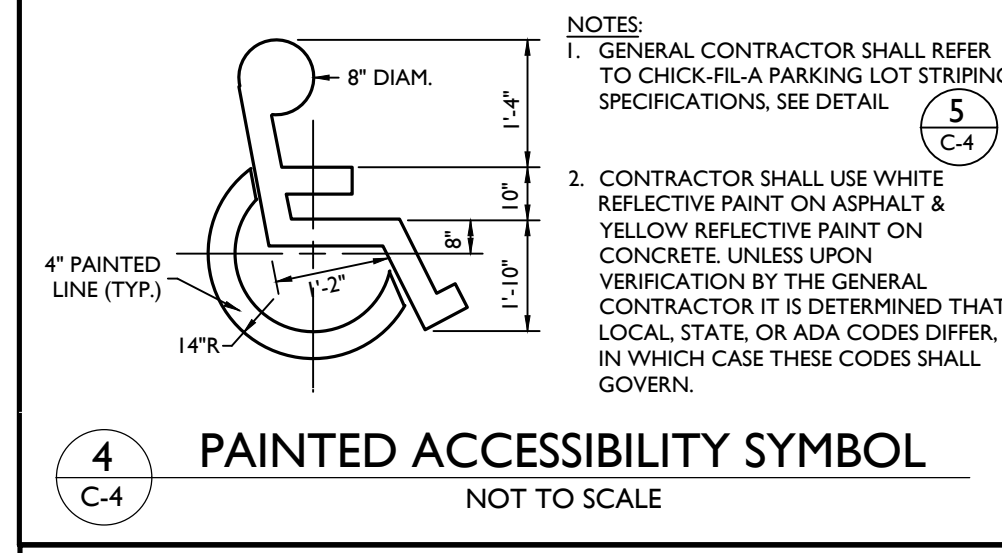 8" DIAM.
1'-4"
10"
8"
1'-10"
1'-2"
4" PAINTED
LINE (TYP.)
14"R
NOTES:
1. GENERAL CONTRACTOR SHALL REFER
TO CHICK-FIL-A PARKING LOT STRIPING
SPECIFICATIONS, SEE DETAIL
5
C-4
2. CONTRACTOR SHALL USE WHITE
REFLECTIVE PAINT ON ASPHALT &
YELLOW REFLECTIVE PAINT ON
CONCRETE. UNLESS UPON
VERIFICATION BY THE GENERAL
CONTRACTOR IT IS DETERMINED THAT
LOCAL, STATE, OR ADA CODES DIFFER,
IN WHICH CASE THESE CODES SHALL
GOVERN.
4
C-4
PAINTED ACCESSIBILITY SYMBOL
NOT TO SCALE